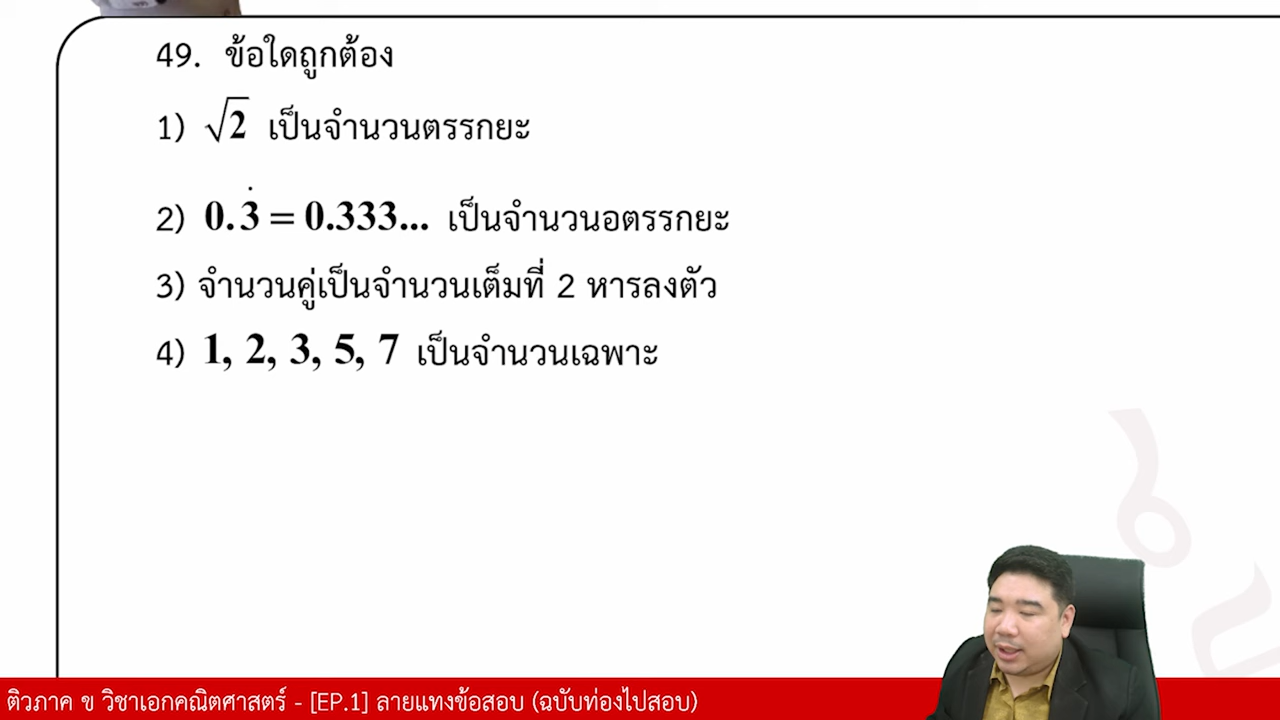 49. ข้อใดถูกต้อง
1) √2 เป็นจำนวนตรรกยะ
2) 0.3̇ = 0.333... เป็นจำนวนอตรรกยะ
3) จำนวนคู่เป็นจำนวนเต็มที่ 2 หารลงตัว
4) 1, 2, 3, 5, 7 เป็นจำนวนเฉพาะ
ติวภาค ข วิชาเอกคณิตศาสตร์ - [EP.1] ลายแทงข้อสอบ (ฉบับท่องไปสอบ)